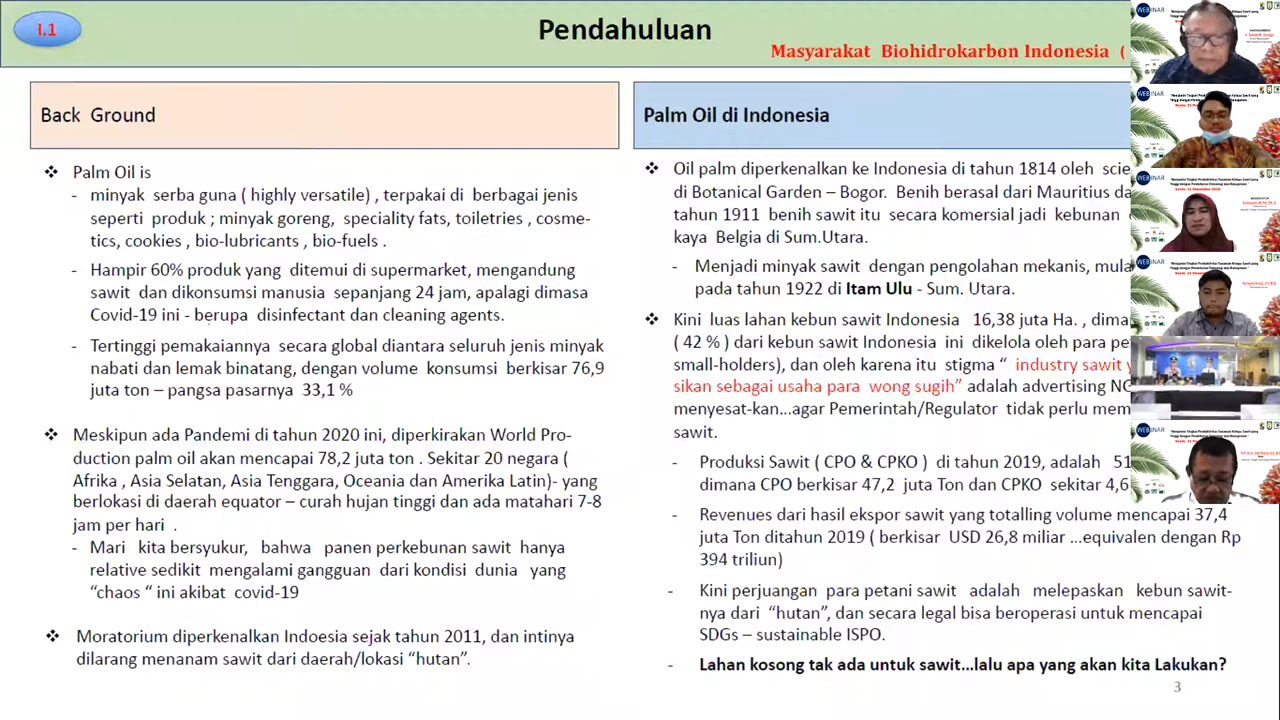 I.1
Pendahuluan
Masyarakat Biohidrokarbon Indonesia (
Back Ground
Palm Oil is
- minyak serba guna ( highly versatile ) , terpakai di berbagai jenis
seperti produk ; minyak goreng, speciality fats, toiletries , cosme-
tics, cookies , bio-lubricants , bio-fuels .
- Hampir 60% produk yang ditemui di supermarket mengandung
sawit dan dikonsumsi manusia sepanjang 24 jam, apalagi dimasa
Covid-19 ini - berupa disinfectant dan cleaning agents.
- Tertinggi pemakaiannya secara global diantara seluruh jenis minyak
nabati dan lemak binatang, dengan volume konsumsi berkisar 76,9
juta ton – pangsa pasarnya 33,1 %
Meskipun ada Pandemi di tahun 2020 ini, diperkirakan global pro-
duction palm oil akan mencapai 78,2 juta ton . Sekitar 20 negara (
Afrika , Asia Selatan, Asia Tenggara, Oceania dan Amerika Latin)- yang
berlokasi di daerah equator – curah hujan tinggi dan ada matahari 7-8
jam per hari .
- Mari kita bersyukur, bahwa panen perkebunan sawit hanya
relative sedikit mengalami gangguan dari kondisi dunia yang
“chaos “ ini akibat covid-19
Moratorium diperkenalkan Indoesia sejak tahun 2011, dan intinya
dilarang menanam sawit dari daerah/lokasi “hutan”.
Palm Oil di Indonesia
Oil palm diperkenalkan ke Indonesia di tahun 1814 oleh scie
di Botanical Garden – Bogor yang berasal dari Mauritius da
tahun 1911 benih sawit itu secara komersial jadi kebunan
kaya Belgia di Sum Utara.
- Menjadi minyak sawit dengan pengolahan mekanis, mula
pada tahun 1922 di Itam Ulu - Sum. Utara.
Kini luas lahan kebun sawit Indonesia 16,38 juta Ha. , dima
( 42 % ) dari kebun sawit Indonesia ini dikelola oleh para pe
small-holders), dan oleh karena itu stigma “ industry sawit y
sikan sebagai usaha para wong sugih” adalah advertising NG
menyesat-kan...agar Pemerintah/Regulator tidak perlu mem
sawit.
- Produksi Sawit ( CPO & CPKO) di tahun 2019, adalah 51
dimana CPO berkisar 47,2 juta Ton dan CPKO sekitar 4,6
- Revenues dari hasil ekspor sawit yang totalling volume mencapai 37,4
juta Ton ditahun 2019 ( berkisar USD 26,8 miliar ...equivalen dengan Rp
394 triliun)
- Kini perjuangan para petani sawit adalah melepaskan kebun sawit-
nya dari “hutan”, dan secara legal bisa beroperasi untuk mencapai
SDGs – sustainable ISPO.
- Lahan kosong tak ada untuk sawit...lalu apa yang akan kita Lakukan?
3
WEBINAR
WEBINAR
WEBINAR
WEBINAR
WEBINAR